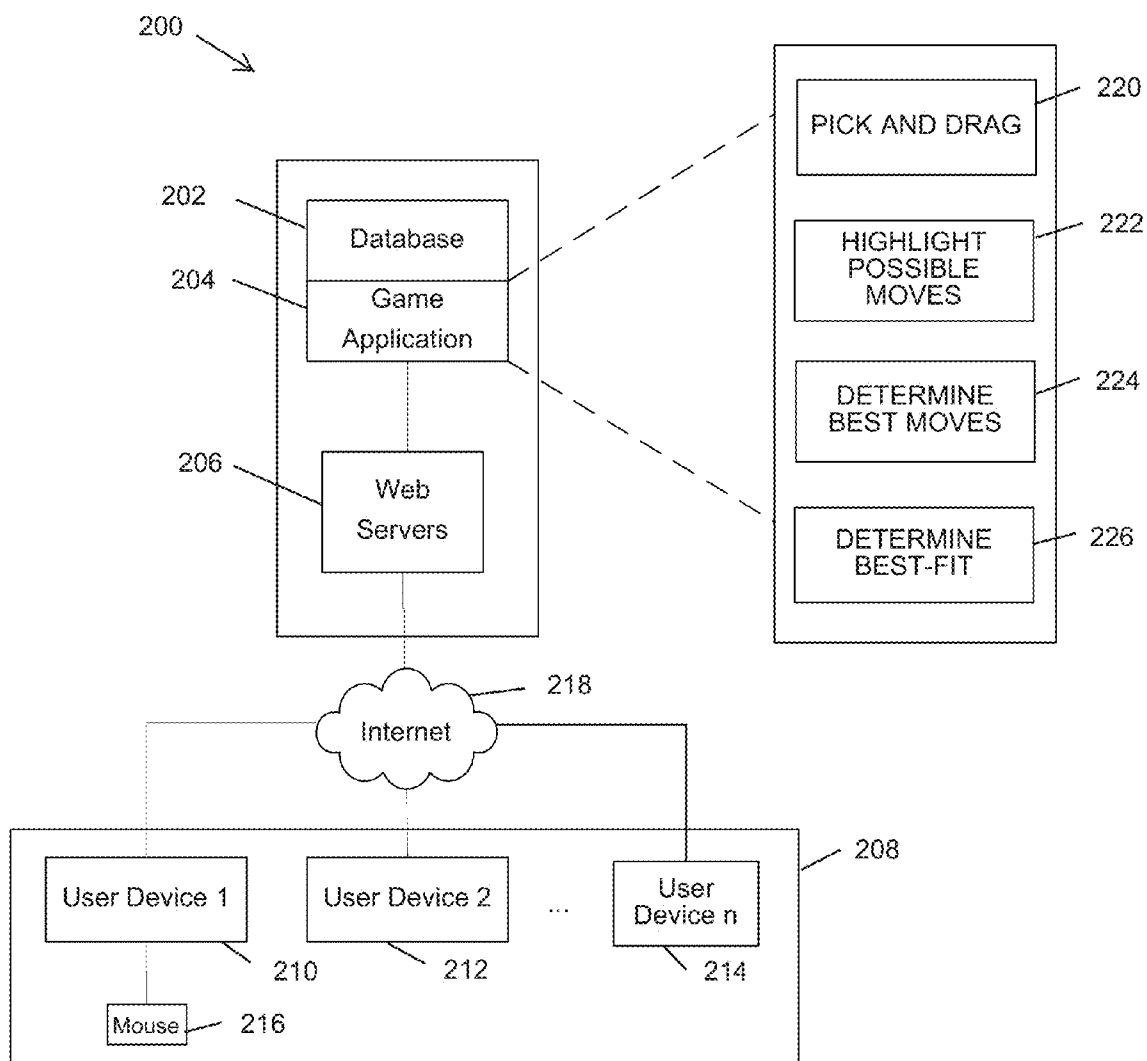 200
202
Database
204
Game
Application
206
Web
Servers
220
PICK AND DRAG
222
HIGHLIGHT
POSSIBLE
MOVES
224
DETERMINE
BEST MOVES
226
DETERMINE
BEST-FIT
218
Internet
208
User Device 1
User Device 2
...
User
Device n
210
212
214
Mouse
216